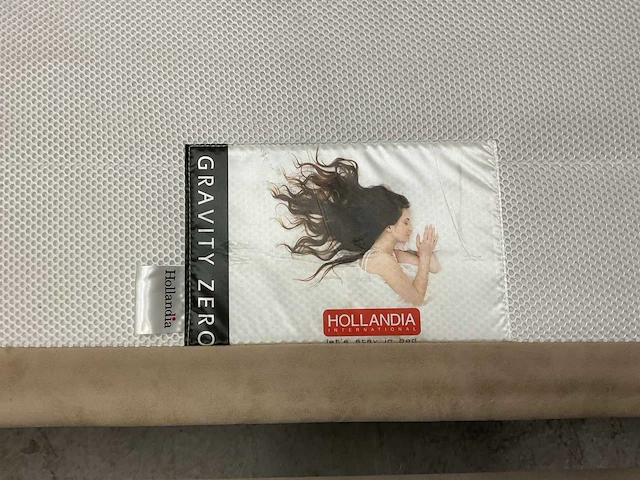 GRAVITY ZERO
Hollandia
HOLLANDIA
INTERNATIONAL
let's stay in bed